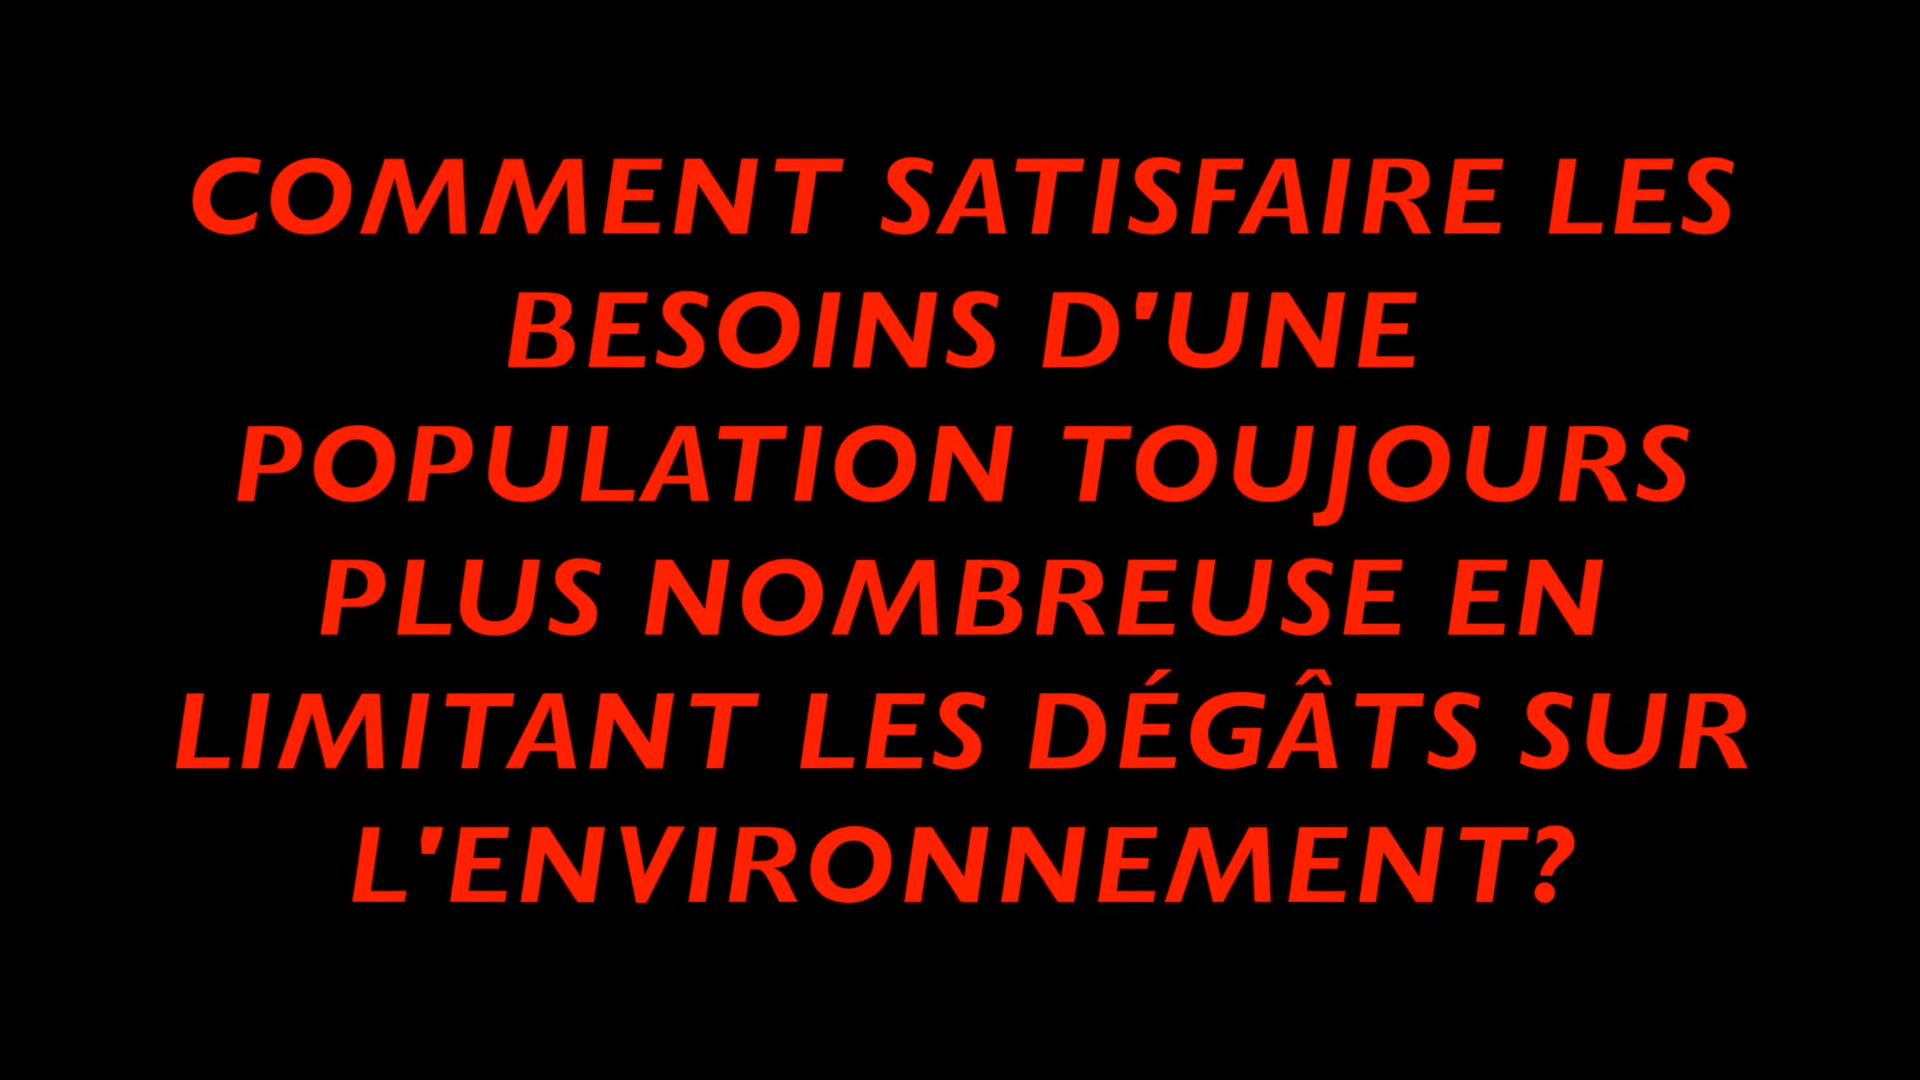 COMMENT SATISFAIRE LES
BESOINS D'UNE
POPULATION TOUJOURS
PLUS NOMBREUSE EN
LIMITANT LES DÉGÂTS SUR
L'ENVIRONNEMENT?